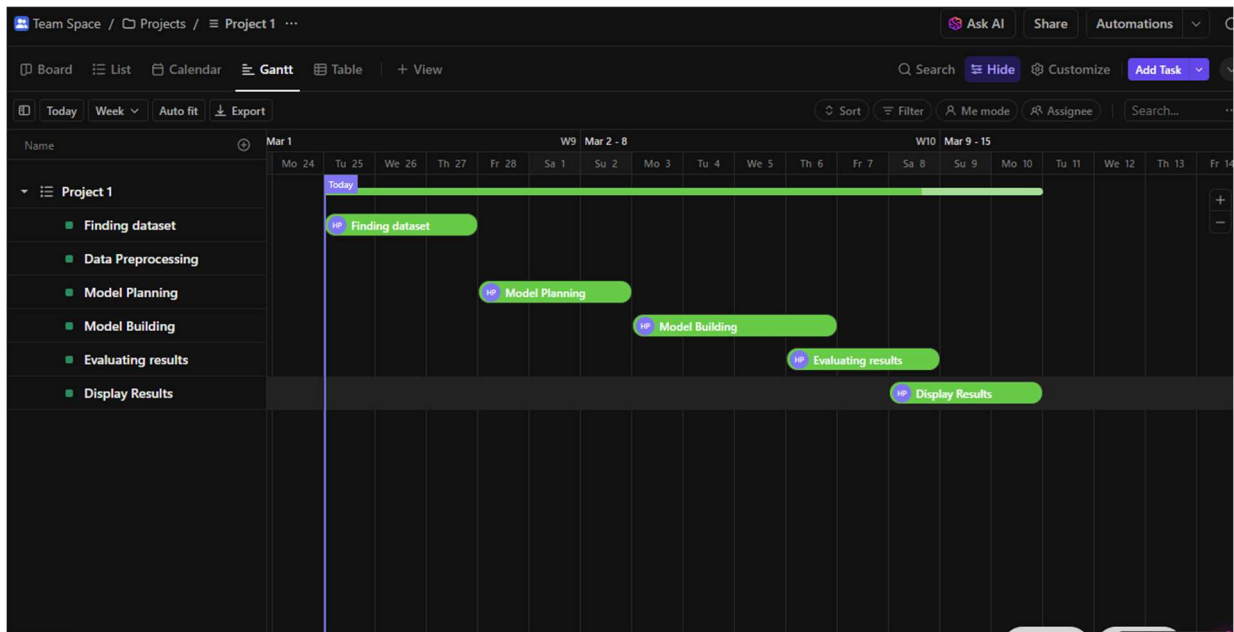 Team Space / Projects / Project 1 ··· Ask AI Share Automations
Board List Calendar Gantt Table + View Search Hide Customize Add Task
Today Week Auto fit Export Sort Filter Me mode Assignee Search...
Name Mar 1 W9 Mar 2 - 8 W10 Mar 9 - 15
Mo 24 Tu 25 We 26 Th 27 Fr 28 Sa 1 Su 2 Mo 3 Tu 4 We 5 Th 6 Fr 7 Sa 8 Su 9 Mo 10 Tu 11 We 12 Th 13 Fr 14
Project 1 Today
Finding dataset HP Finding dataset
Data Preprocessing
Model Planning HP Model Planning
Model Building HP Model Building
Evaluating results HP Evaluating results
Display Results HP Display Results